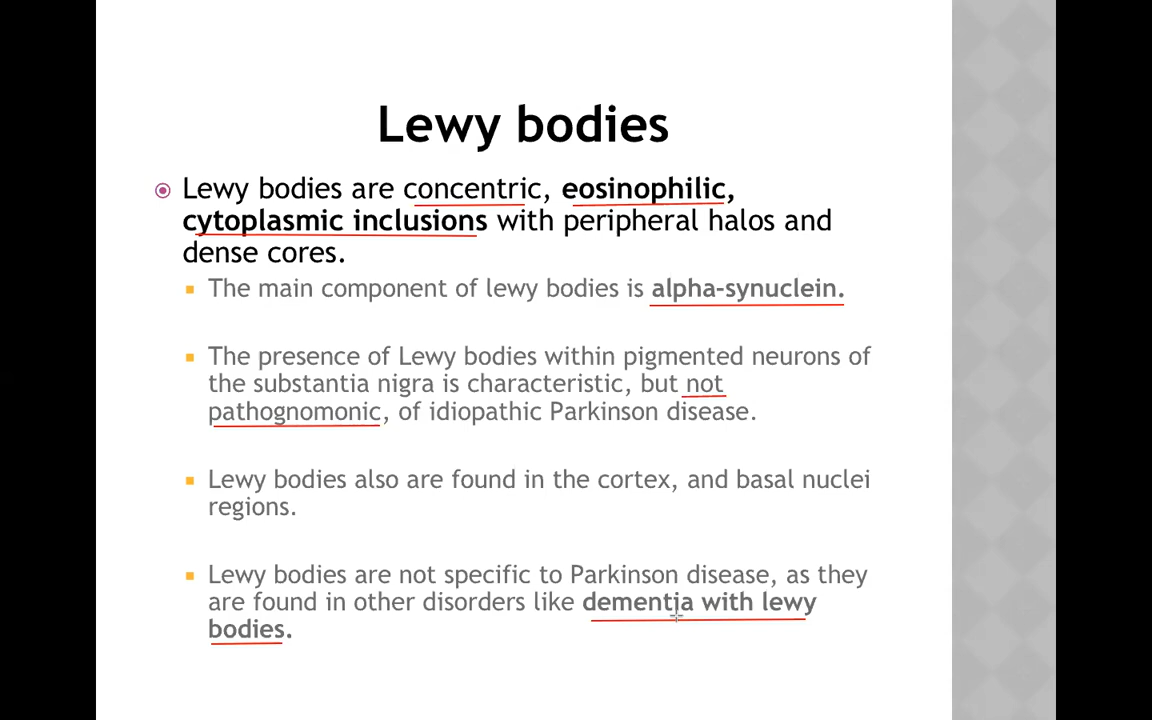 Lewy bodies
Lewy bodies are concentric, eosinophilic,
cytoplasmic inclusions with peripheral halos and
dense cores.
The main component of lewy bodies is alpha-synuclein.
The presence of Lewy bodies within pigmented neurons of
the substantia nigra is characteristic, but not
pathognomonic, of idiopathic Parkinson disease.
Lewy bodies also are found in the cortex, and basal nuclei
regions.
Lewy bodies are not specific to Parkinson disease, as they
are found in other disorders like dementia with lewy
bodies.